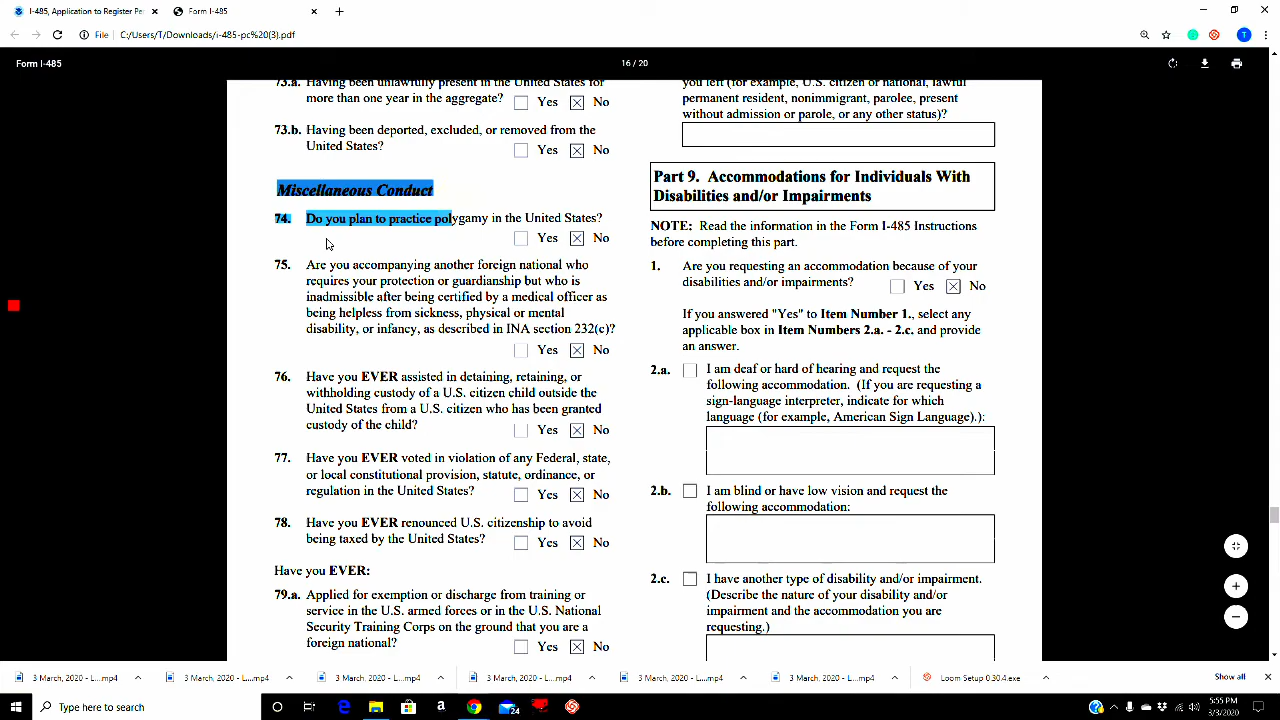 I-485, Application to Register Per
Form I-485
File
C:/Users/T/Downloads/i-485-pc%20(3).pdf
T
Form I-485
16 / 20
73.a. Having been unlawfully present in the United States for
more than one year in the aggregate?
Yes No
73.b. Having been deported, excluded, or removed from the
United States?
Yes No
Miscellaneous Conduct
74. Do you plan to practice polygamy in the United States?
Yes No
75. Are you accompanying another foreign national who
requires your protection or guardianship but who is
inadmissible after being certified by a medical officer as
being helpless from sickness, physical or mental
disability, or infancy, as described in INA section 232(c)?
Yes No
76. Have you EVER assisted in detaining, retaining, or
withholding custody of a U.S. citizen child outside the
United States from a U.S. citizen who has been granted
custody of the child?
Yes No
77. Have you EVER voted in violation of any Federal, state,
or local constitutional provision, statute, ordinance, or
regulation in the United States?
Yes No
78. Have you EVER renounced U.S. citizenship to avoid
being taxed by the United States?
Yes No
Have you EVER:
79.a. Applied for exemption or discharge from training or
service in the U.S. armed forces or in the U.S. National
Security Training Corps on the ground that you are a
foreign national?
Yes No
you left (for example, U.S. citizen or national, lawful
permanent resident, nonimmigrant, parolee, present
without admission or parole, or any other status)?
Part 9. Accommodations for Individuals With
Disabilities and/or Impairments
NOTE: Read the information in the Form I-485 Instructions
before completing this part.
1. Are you requesting an accommodation because of your
disabilities and/or impairments?
Yes No
If you answered "Yes" to Item Number 1., select any
applicable box in Item Numbers 2.a. - 2.c. and provide
an answer.
2.a. I am deaf or hard of hearing and request the
following accommodation. (If you are requesting a
sign-language interpreter, indicate for which
language (for example, American Sign Language).):
2.b. I am blind or have low vision and request the
following accommodation:
2.c. I have another type of disability and/or impairment.
(Describe the nature of your disability and/or
impairment and the accommodation you are
requesting.)
3 March, 2020 - L....mp4
3 March, 2020 - L....mp4
3 March, 2020 - L....mp4
3 March, 2020 - L....mp4
3 March, 2020 - L....mp4
3 March, 2020 - L....mp4
Loom Setup 0.30.4.exe
Show all
Type here to search
24
5:55 PM
3/3/2020